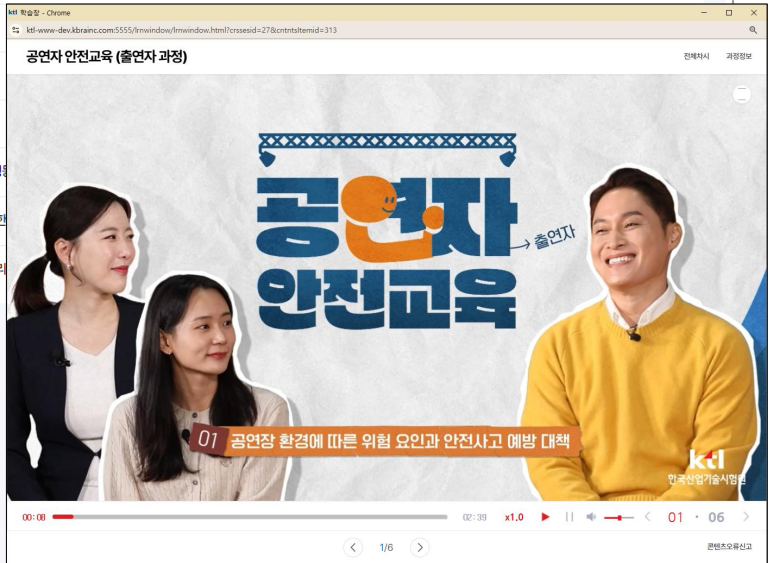 ktl 학습창 - Chrome
ktl-www-dev.kbrainc.com:5555/lrnwindow/lrnwindow.html?crssesid=27&cntntsItemid=313
공연자 안전교육 (출연자 과정)
전체차시 과정정보
공연자
→ 출연자
안전교육
01 공연장 환경에 따른 위험 요인과 안전사고 예방 대책
ktl
한국산업기술시험원
00:08 02:39 x1.0 01 · 06
1/6
콘텐츠오류신고